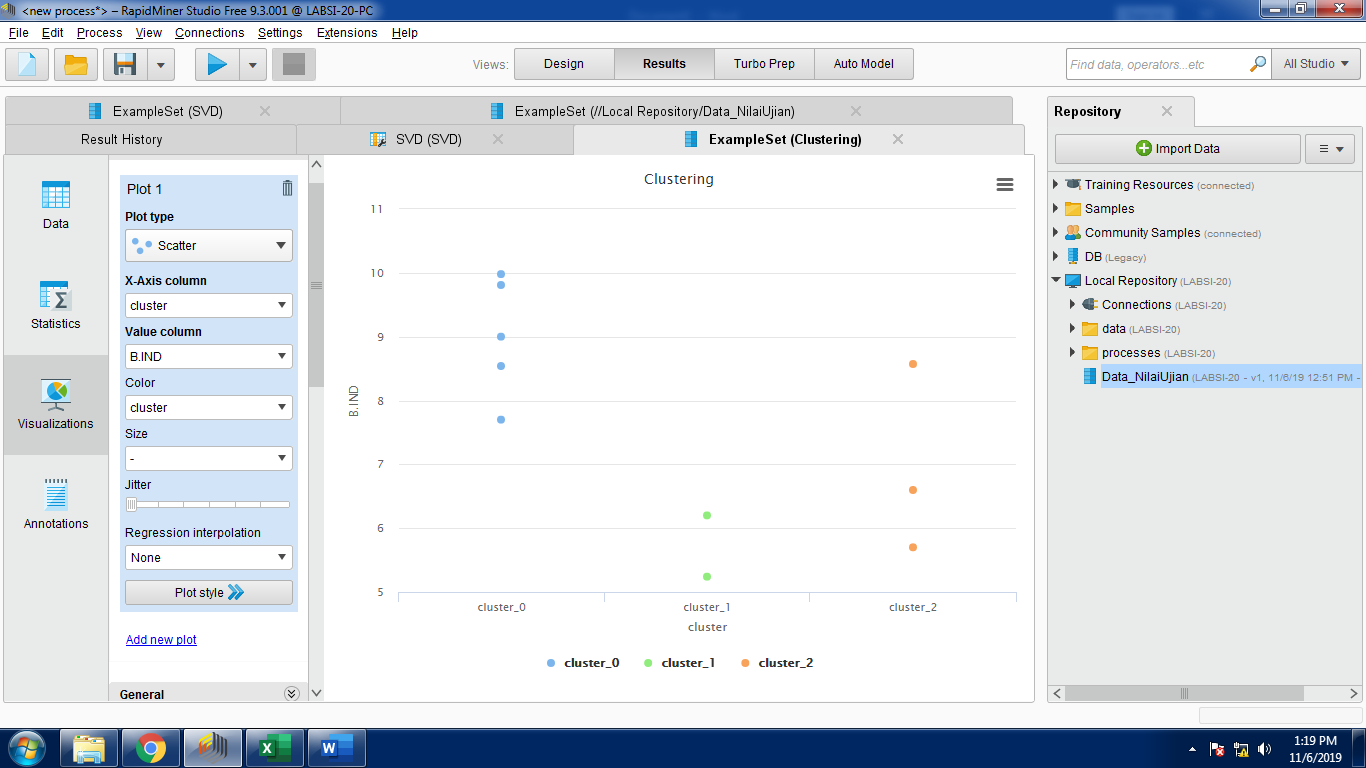 <new process*> – RapidMiner Studio Free 9.3.001 @ LABSI-20-PC
File Edit Process View Connections Settings Extensions Help
Views: Design Results Turbo Prep Auto Model Find data, operators...etc All Studio
ExampleSet (SVD) ExampleSet (//Local Repository/Data_NilaiUjian)
Result History SVD (SVD) ExampleSet (Clustering)
Data
Statistics
Visualizations
Annotations
Plot 1
Plot type
Scatter
X-Axis column
cluster
Value column
B.IND
Color
cluster
Size
-
Jitter
Regression interpolation
None
Plot style
Add new plot
General
Clustering
11
10
9
8
7
6
5
B.IND
cluster_0 cluster_1 cluster_2
cluster
cluster_0 cluster_1 cluster_2
Repository
Import Data
Training Resources (connected)
Samples
Community Samples (connected)
DB (Legacy)
Local Repository (LABSI-20)
Connections (LABSI-20)
data (LABSI-20)
processes (LABSI-20)
Data_NilaiUjian (LABSI-20 - v1, 11/6/19 12:51 PM -
1:19 PM
11/6/2019